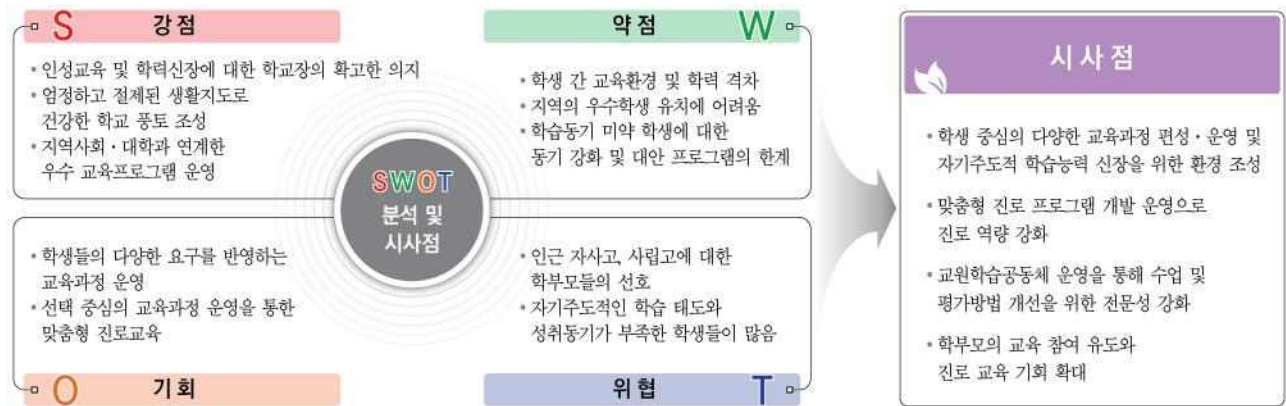 S 강점
• 인성교육 및 학력신장에 대한 학교장의 확고한 의지
• 엄정하고 절제된 생활지도로
건강한 학교 풍토 조성
• 지역사회·대학과 연계한
우수 교육프로그램 운영
약점 W
• 학생 간 교육환경 및 학력 격차
• 지역의 우수학생 유치에 어려움
• 학습동기 미약 학생에 대한
동기 강화 및 대안 프로그램의 한계
SWOT
분석 및
시사점
• 학생들의 다양한 요구를 반영하는
교육과정 운영
• 선택 중심의 교육과정 운영을 통한
맞춤형 진로교육
O 기회
• 인근 자사고, 사립고에 대한
학부모들의 선호
• 자기주도적인 학습 태도와
성취동기가 부족한 학생들이 많음
위협 T
시사점
• 학생 중심의 다양한 교육과정 편성·운영 및
자기주도적 학습능력 신장을 위한 환경 조성
• 맞춤형 진로 프로그램 개발 운영으로
진로 역량 강화
• 교원학습공동체 운영을 통해 수업 및
평가방법 개선을 위한 전문성 강화
• 학부모의 교육 참여 유도와
진로 교육 기회 확대